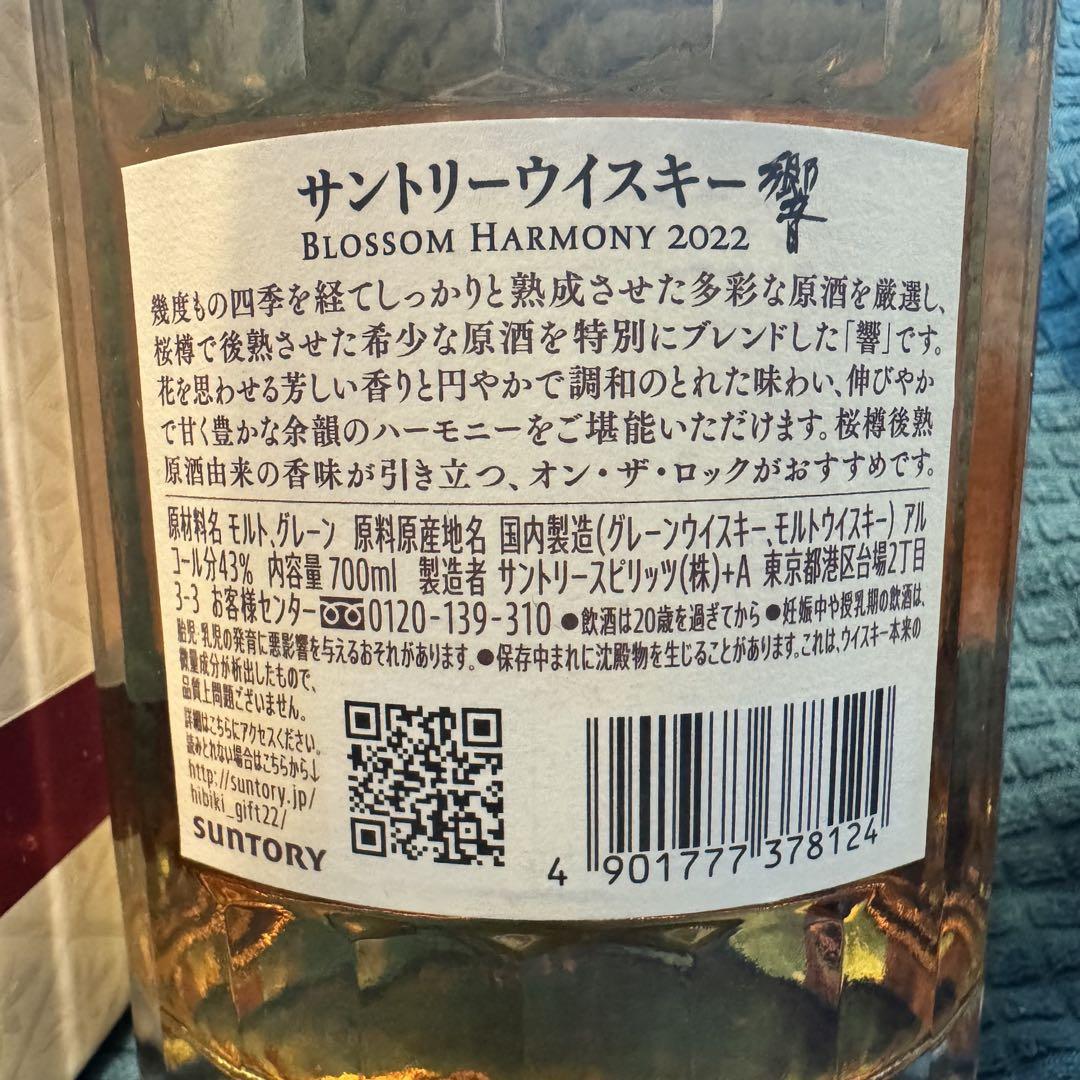 サントリーウイスキー響
BLOSSOM HARMONY 2022
幾度もの四季を経てしっかりと熟成させた多彩な原酒を厳選し、
桜樽で後熟させた希少な原酒を特別にブレンドした「響」です。
花を思わせる芳しい香りと円やかで調和のとれた味わい、伸びやか
で甘く豊かな余韻のハーモニーをご堪能いただけます。桜樽後熟
原酒由来の香味が引き立つ、オン・ザ・ロックがおすすめです。
原材料名 モルト、グレーン 原料原産地名 国内製造(グレーンウイスキー、モルトウイスキー) アル
コール分43% 内容量 700ml 製造者 サントリースピリッツ(株)+A 東京都港区台場2丁目
3-3 お客様センター 0120-139-310 ●飲酒は20歳を過ぎてから ●妊娠中や授乳期の飲酒は、
胎児・乳児の発育に悪影響を与えるおそれがあります。●保存中まれに沈殿物を生じることがあります。これは、ウイスキー本来の
微量成分が析出したもので、
品質上問題ございません。
詳細はこちらにアクセスください。
読みとれない場合はこちらから↓
http://suntory.jp/
hibiki_gift22/
SUNTORY
4 901777 378124